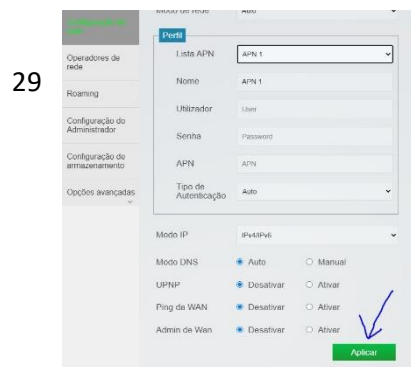 Modo de rede Auto
Configuração de rede
Perfil
Lista APN APN 1
Operadores de rede
29
Nome APN 1
Roaming
Utilizador User
Configuração do Administrador
Senha Password
Configuração do armazenamento
APN APN
Opções avançadas
Tipo de Autenticação Auto
Modo IP IPv4/IPv6
Modo DNS Auto Manual
UPNP Desativar Ativar
Ping da WAN Desativar Ativar
Admin de Wan Desativar Ativar
Aplicar